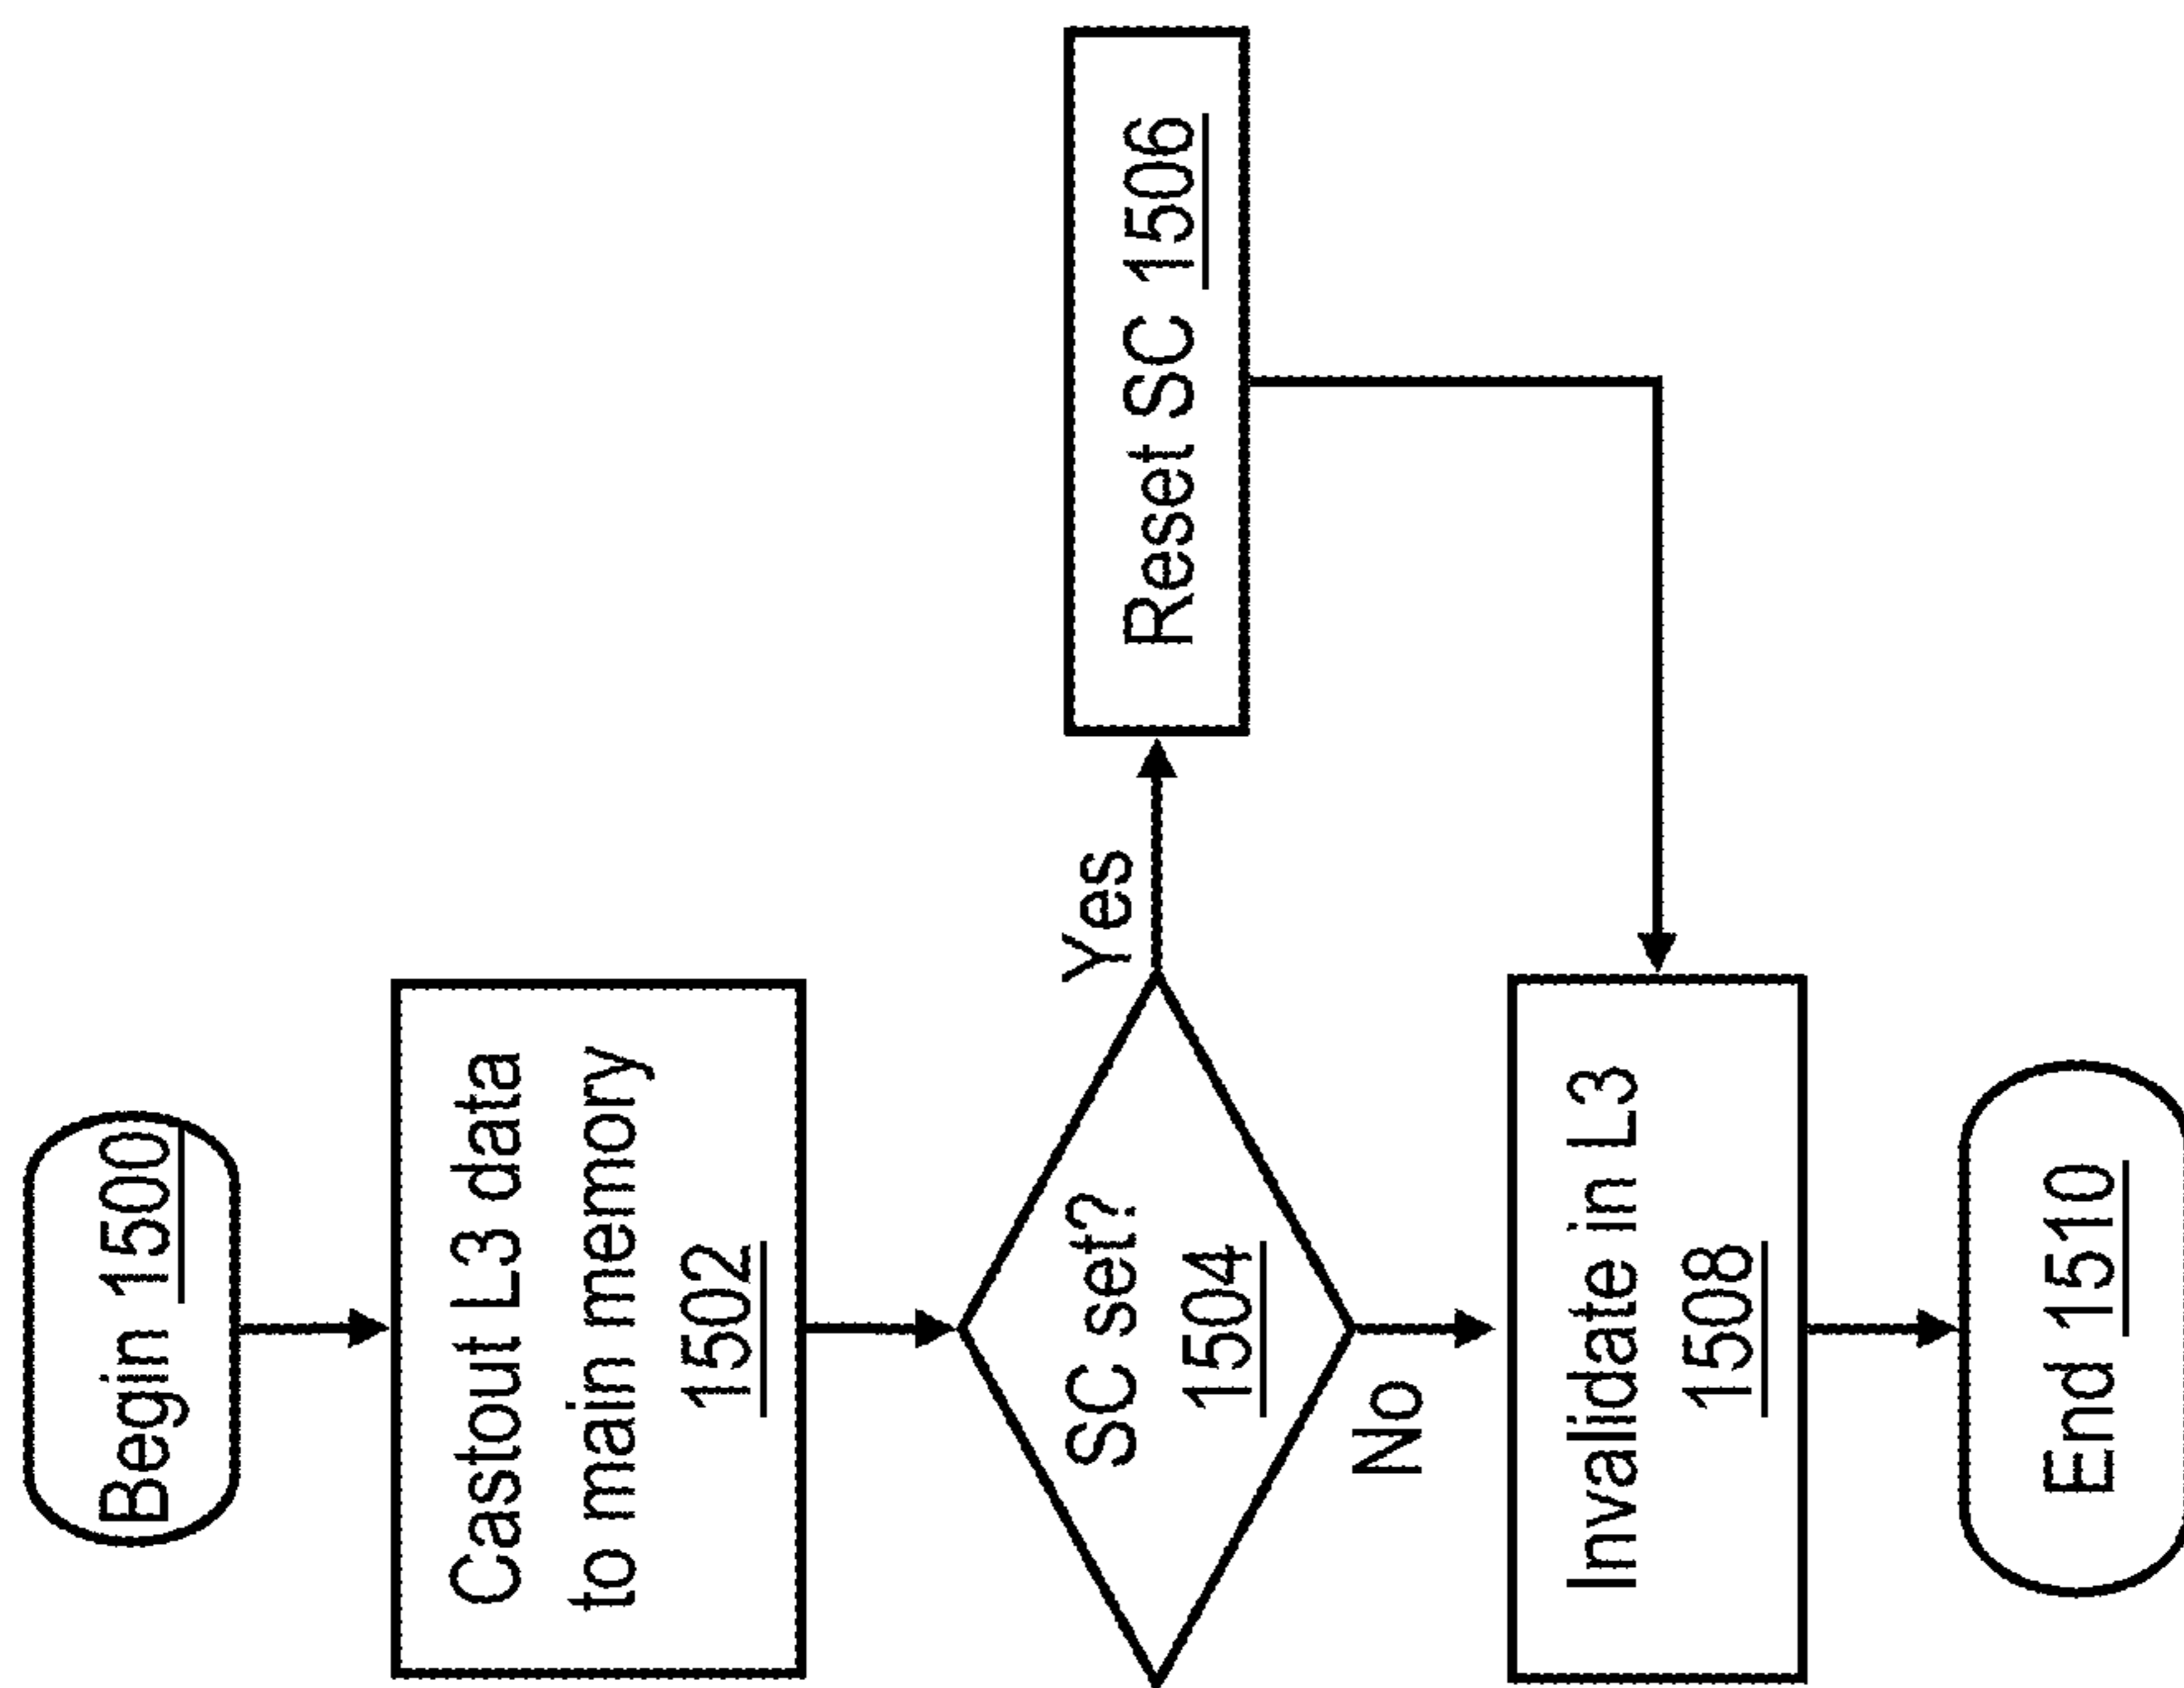 Begin 1500
Castout L3 data
to main memory
1502
SC set?
1504
Yes
Reset SC 1506
No
Invalidate in L3
1508
End 1510